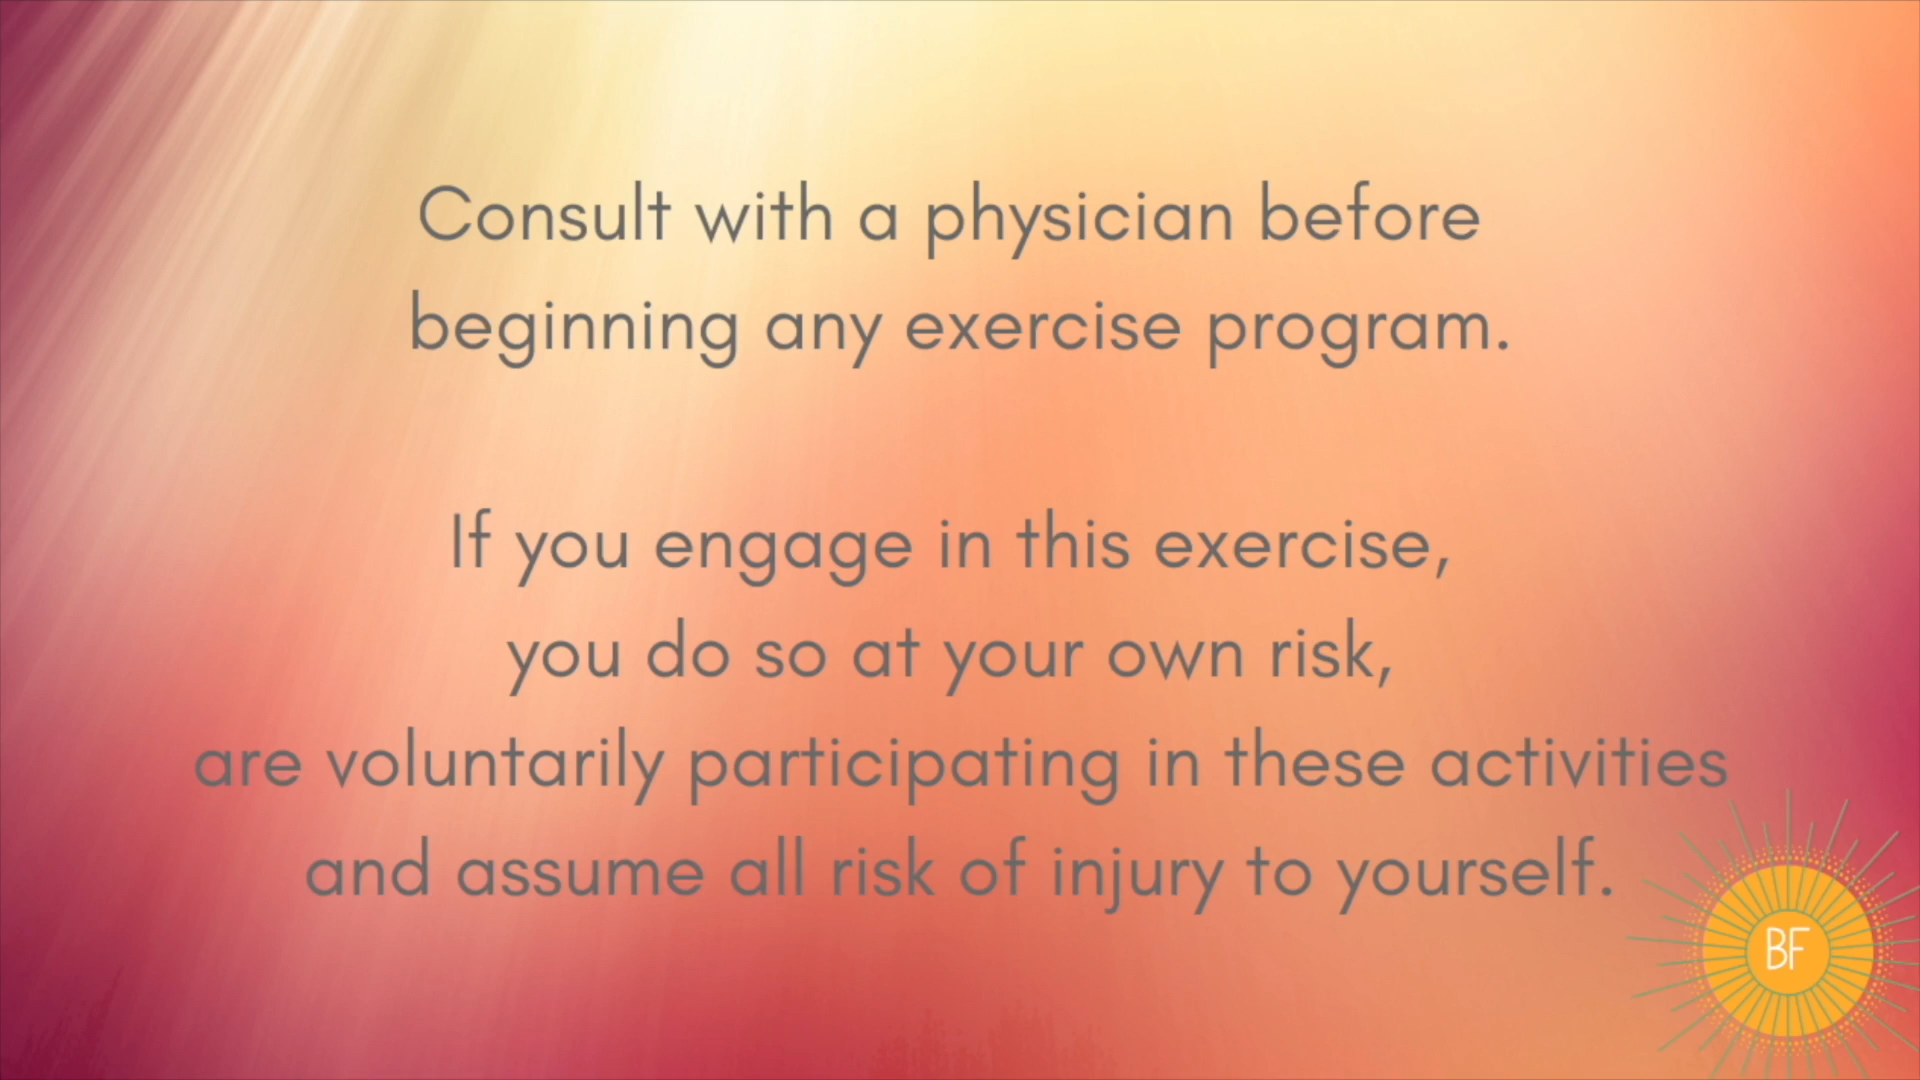 Consult with a physician before
beginning any exercise program.
If you engage in this exercise,
you do so at your own risk,
are voluntarily participating in these activities
and assume all risk of injury to yourself.
BF